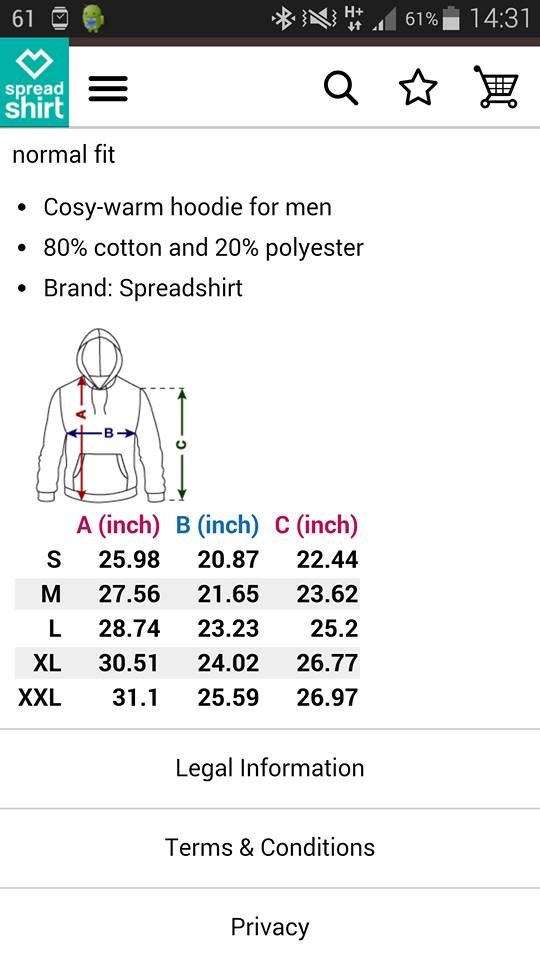 61 H+ 61% 14:31
spread
shirt
normal fit
• Cosy-warm hoodie for men
• 80% cotton and 20% polyester
• Brand: Spreadshirt
A
B
C
A (inch) B (inch) C (inch)
S 25.98 20.87 22.44
M 27.56 21.65 23.62
L 28.74 23.23 25.2
XL 30.51 24.02 26.77
XXL 31.1 25.59 26.97
Legal Information
Terms & Conditions
Privacy